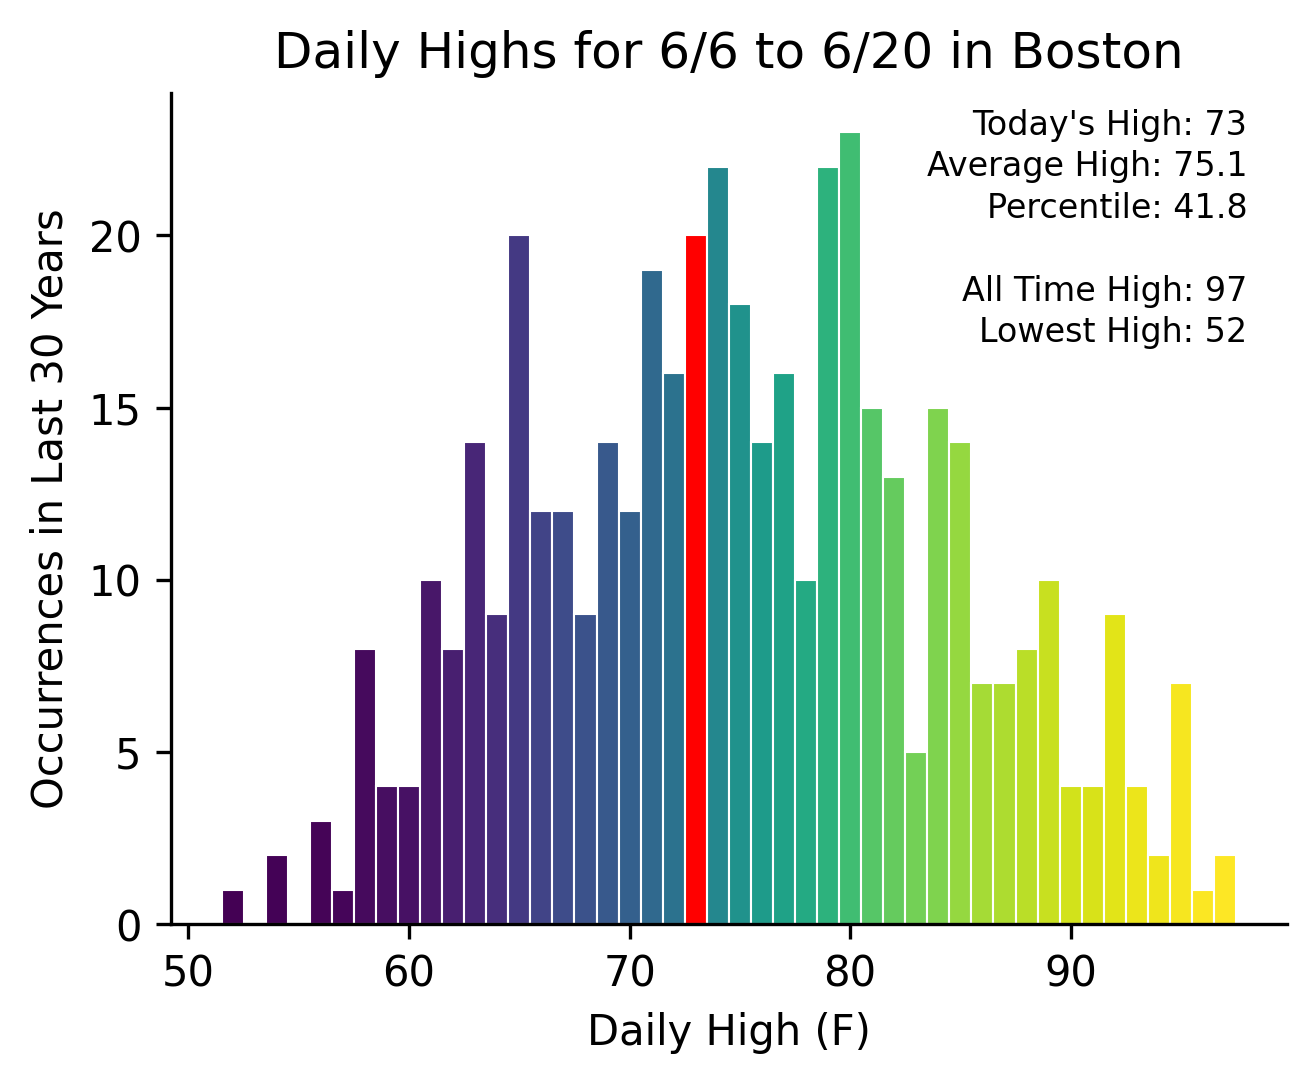 Daily Highs for 6/6 to 6/20 in Boston
Today's High: 73
Average High: 75.1
Percentile: 41.8
All Time High: 97
Lowest High: 52
Occurrences in Last 30 Years
20
15
10
5
0
50 60 70 80 90
Daily High (F)